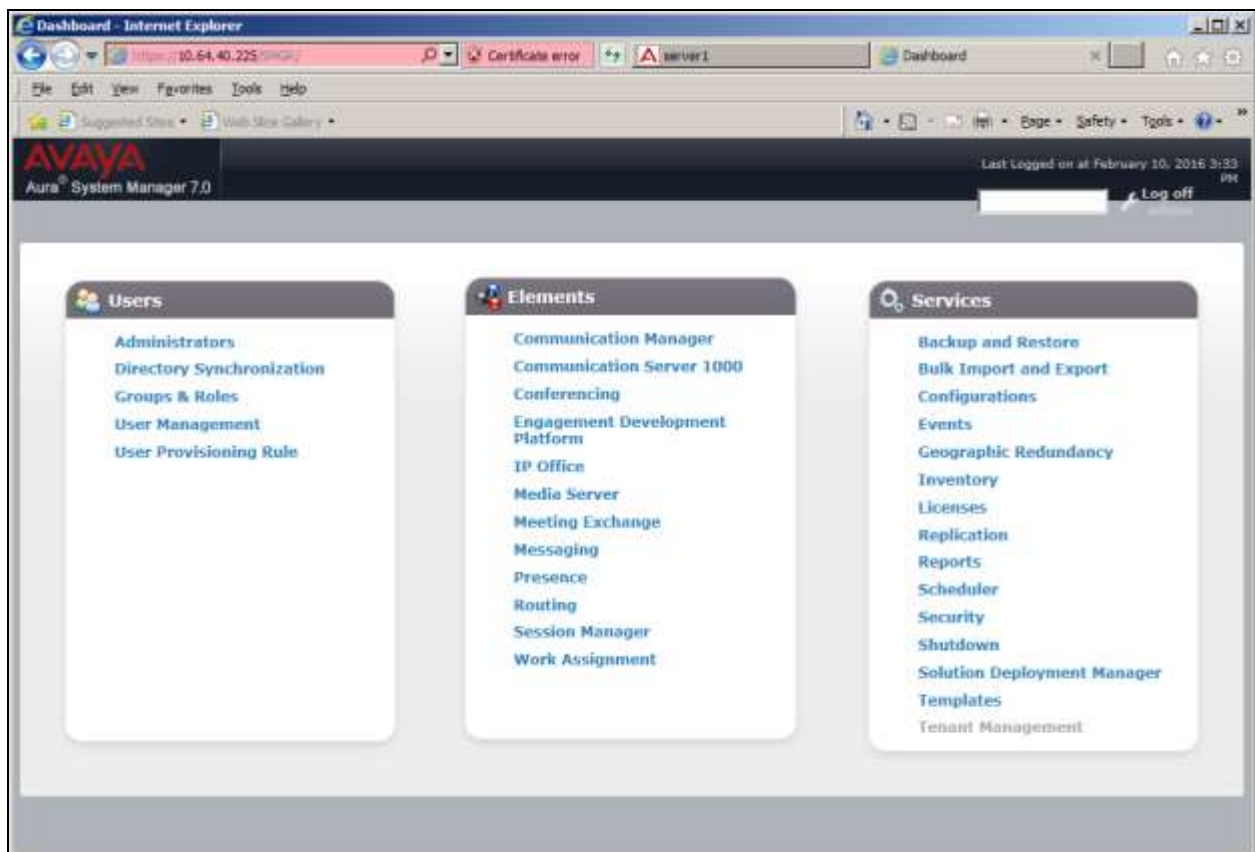 Dashboard - Internet Explorer
https://10.64.40.225/SMGR/
Certificate error
server1
Dashboard
File Edit View Favorites Tools Help
Suggested Sites
Web Slice Gallery
Page Safety Tools
AVAYA
Aura® System Manager 7.0
Last Logged on at February 10, 2016 3:33
PM
Log off
Users
Administrators
Directory Synchronization
Groups & Roles
User Management
User Provisioning Rule
Elements
Communication Manager
Communication Server 1000
Conferencing
Engagement Development
Platform
IP Office
Media Server
Meeting Exchange
Messaging
Presence
Routing
Session Manager
Work Assignment
Services
Backup and Restore
Bulk Import and Export
Configurations
Events
Geographic Redundancy
Inventory
Licenses
Replication
Reports
Scheduler
Security
Shutdown
Solution Deployment Manager
Templates
Tenant Management